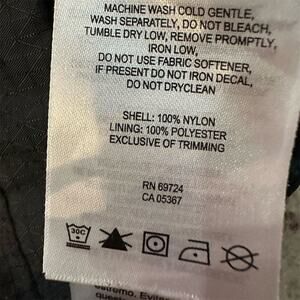 MACHINE WASH COLD GENTLE,
WASH SEPARATELY, DO NOT BLEACH,
TUMBLE DRY LOW, REMOVE PROMPTLY,
IRON LOW,
DO NOT USE FABRIC SOFTENER,
IF PRESENT DO NOT IRON DECAL,
DO NOT DRYCLEAN
SHELL: 100% NYLON
LINING: 100% POLYESTER
EXCLUSIVE OF TRIMMING
RN 69724
CA 05367
30C
estremo. Evite